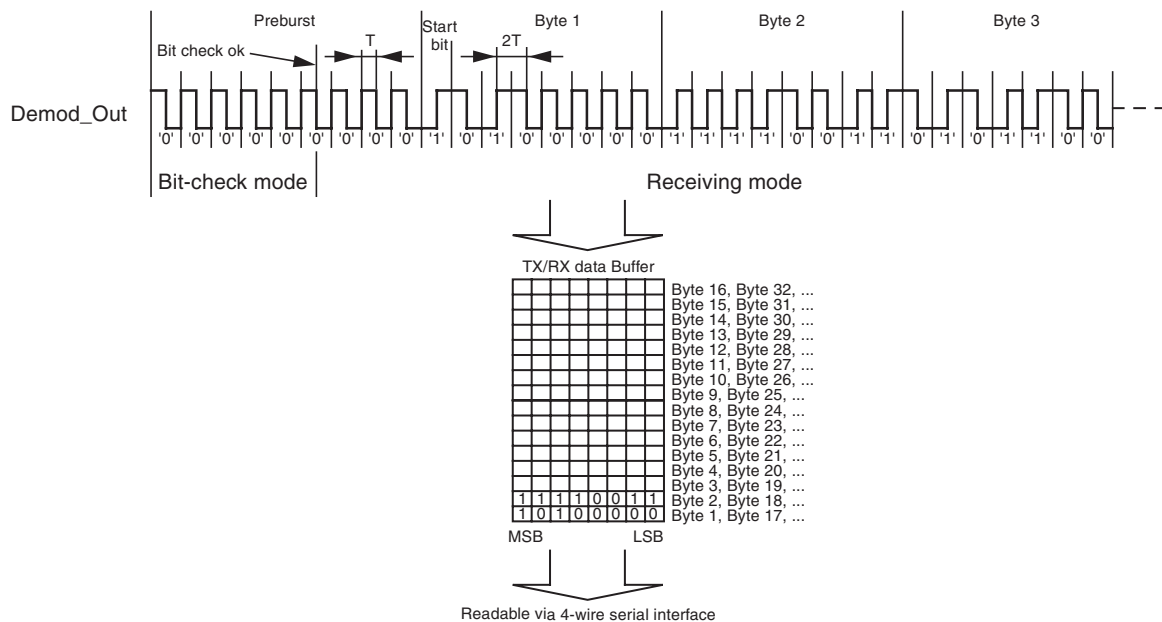 Preburst Byte 1 Byte 2 Byte 3
Start
bit
T
2T
Bit check ok
Demod_Out
'0' '0' '0' '0' '0' '0' '0' '0' '0' '1' '0' '1' '0' '0' '0' '0' '0' '1' '1' '1' '1' '0' '0' '1' '1' '0' '1' '0' '1' '1' '0' '0'
Bit-check mode Receiving mode
TX/RX data Buffer
Byte 16, Byte 32, ...
Byte 15, Byte 31, ...
Byte 14, Byte 30, ...
Byte 13, Byte 29, ...
Byte 12, Byte 28, ...
Byte 11, Byte 27, ...
Byte 10, Byte 26, ...
Byte 9, Byte 25, ...
Byte 8, Byte 24, ...
Byte 7, Byte 23, ...
Byte 6, Byte 22, ...
Byte 5, Byte 21, ...
Byte 4, Byte 20, ...
Byte 3, Byte 19, ...
1 1 1 1 0 0 1 1 Byte 2, Byte 18, ...
1 0 1 0 0 0 0 0 Byte 1, Byte 17, ...
MSB LSB
Readable via 4-wire serial interface